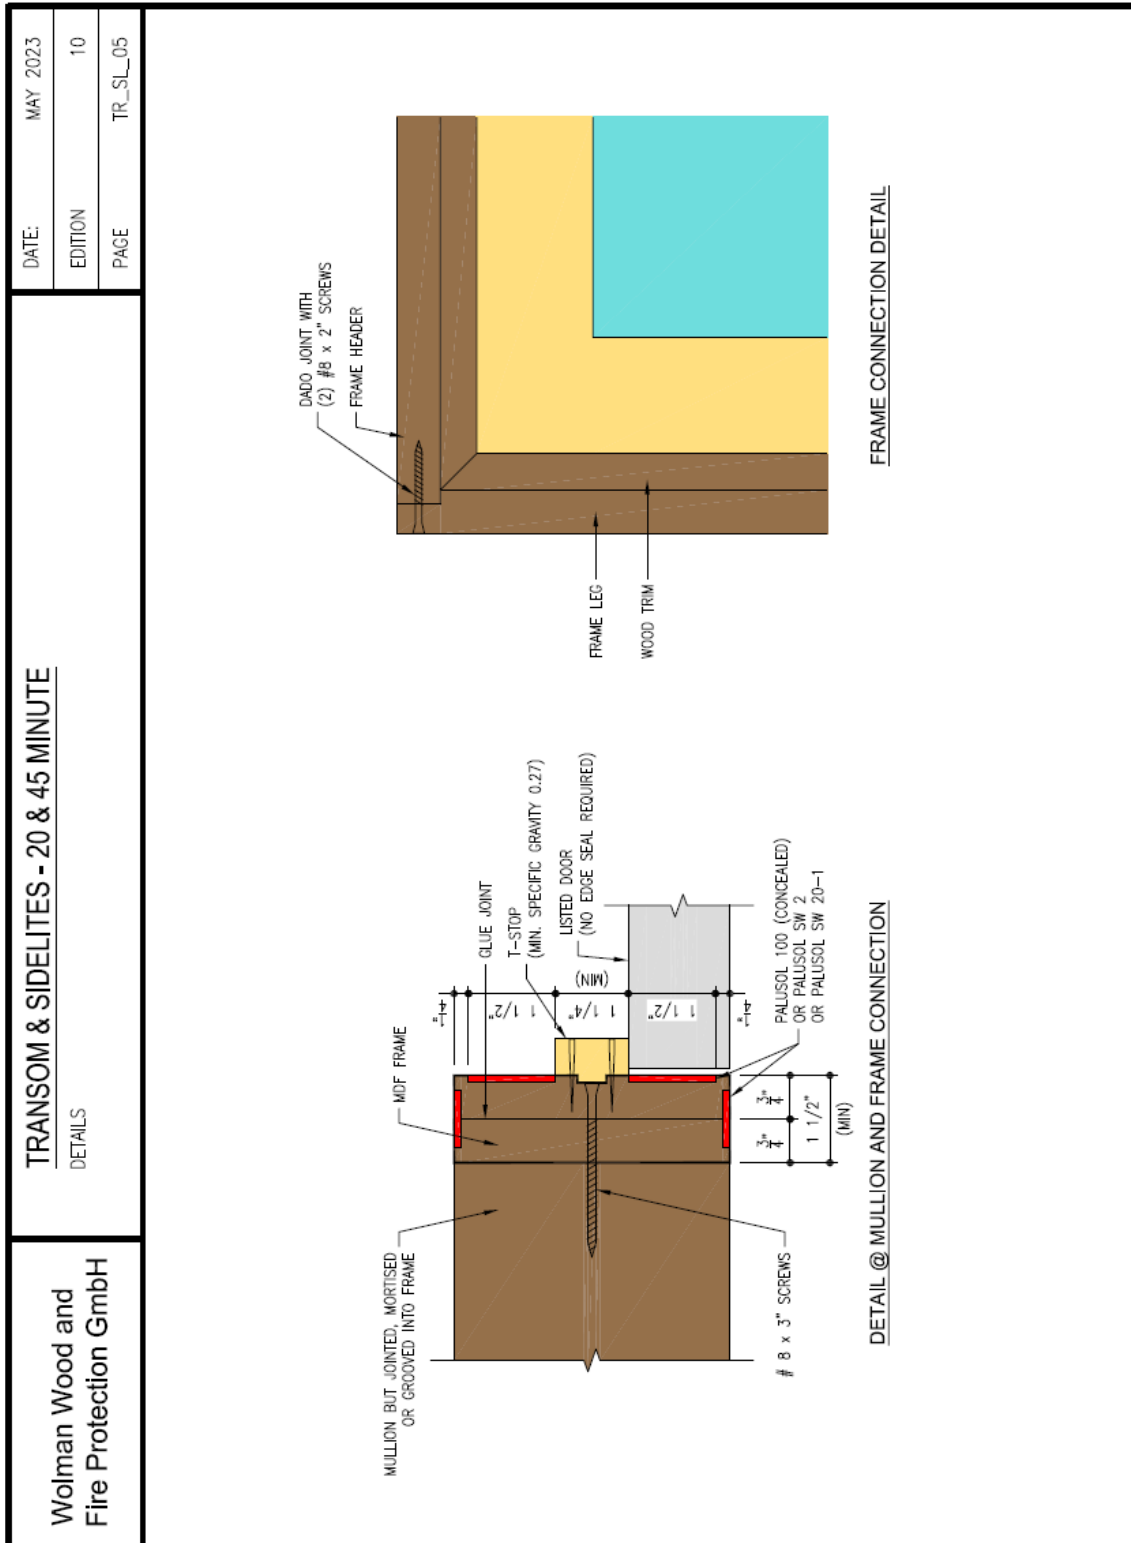 Wolman Wood and
Fire Protection GmbH
TRANSOM & SIDELITES - 20 & 45 MINUTE
DETAILS
DATE: MAY 2023
EDITION 10
PAGE TR_SL_05
MULLION BUT JOINTED, MORTISED
OR GROOVED INTO FRAME
MDF FRAME
GLUE JOINT
T-STOP
(MIN. SPECIFIC GRAVITY 0.27)
LISTED DOOR
(NO EDGE SEAL REQUIRED)
1/4"
1 1/2"
1 1/4"
(MIN)
1 1/2"
1/4"
PALUSOL 100 (CONCEALED)
OR PALUSOL SW 2
OR PALUSOL SW 20-1
3/4"
3/4"
1 1/2"
(MIN)
# 8 x 3" SCREWS
DETAIL @ MULLION AND FRAME CONNECTION
DADO JOINT WITH
(2) #8 x 2" SCREWS
FRAME HEADER
FRAME LEG
WOOD TRIM
FRAME CONNECTION DETAIL